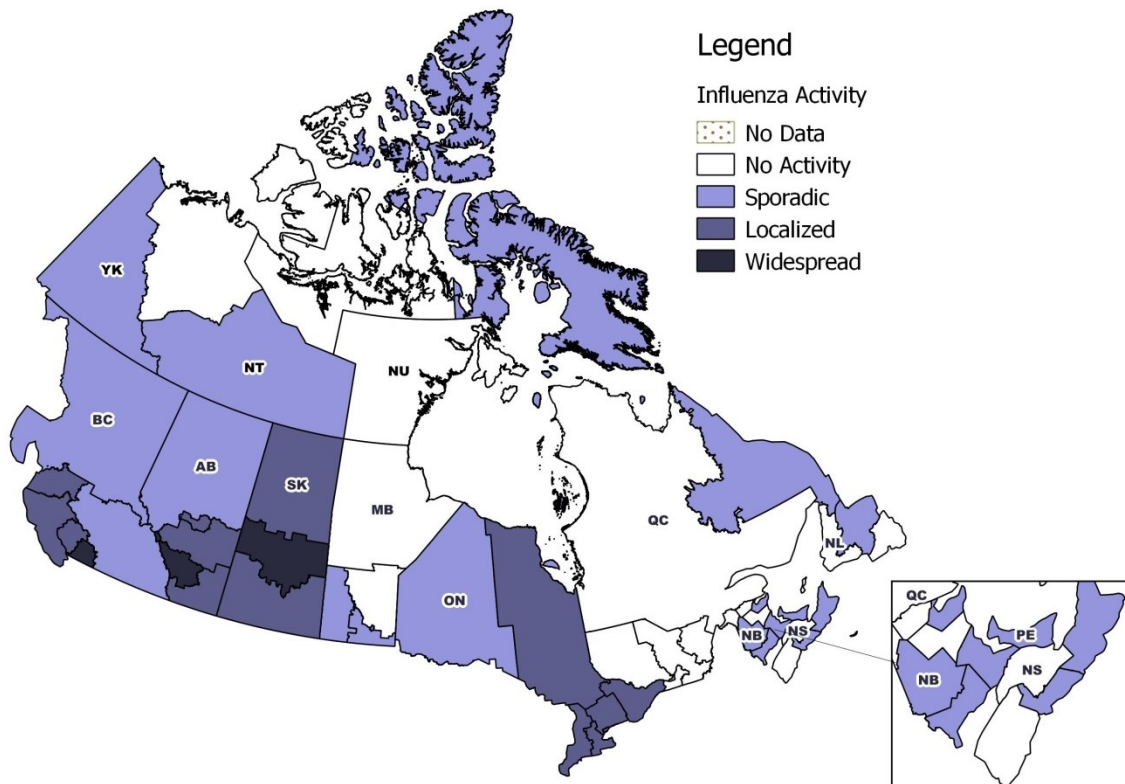 Legend
Influenza Activity
No Data
No Activity
Sporadic
Localized
Widespread
YK
NT
NU
BC
AB
SK
MB
QC
NL
ON
NB
NS
QC
PE
NS
NB